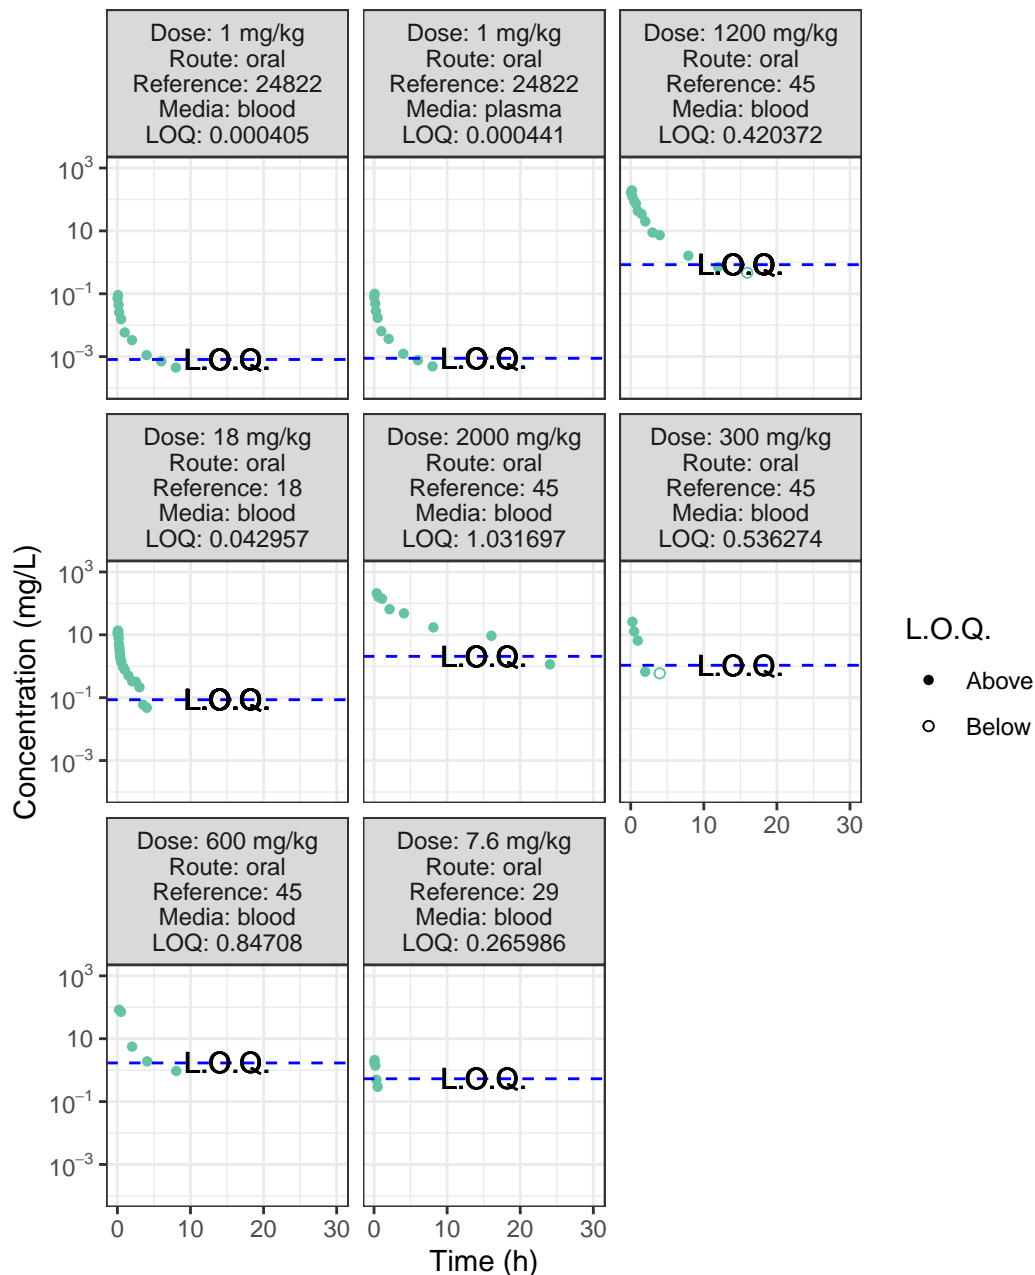 Dose: 1 mg/kg
Route: oral
Reference: 24822
Media: blood
LOQ: 0.000405
Dose: 1 mg/kg
Route: oral
Reference: 24822
Media: plasma
LOQ: 0.000441
Dose: 1200 mg/kg
Route: oral
Reference: 45
Media: blood
LOQ: 0.420372
10³
10
10⁻¹
10⁻³
L.O.Q.
L.O.Q.
L.O.Q.
Dose: 18 mg/kg
Route: oral
Reference: 18
Media: blood
LOQ: 0.042957
Dose: 2000 mg/kg
Route: oral
Reference: 45
Media: blood
LOQ: 1.031697
Dose: 300 mg/kg
Route: oral
Reference: 45
Media: blood
LOQ: 0.536274
10³
10
10⁻¹
10⁻³
L.O.Q.
L.O.Q.
L.O.Q.
0 10 20 30
Dose: 600 mg/kg
Route: oral
Reference: 45
Media: blood
LOQ: 0.84708
Dose: 7.6 mg/kg
Route: oral
Reference: 29
Media: blood
LOQ: 0.265986
10³
10
10⁻¹
10⁻³
L.O.Q.
L.O.Q.
0 10 20 30
0 10 20 30
Time (h)
Concentration (mg/L)
L.O.Q.
Above
Below